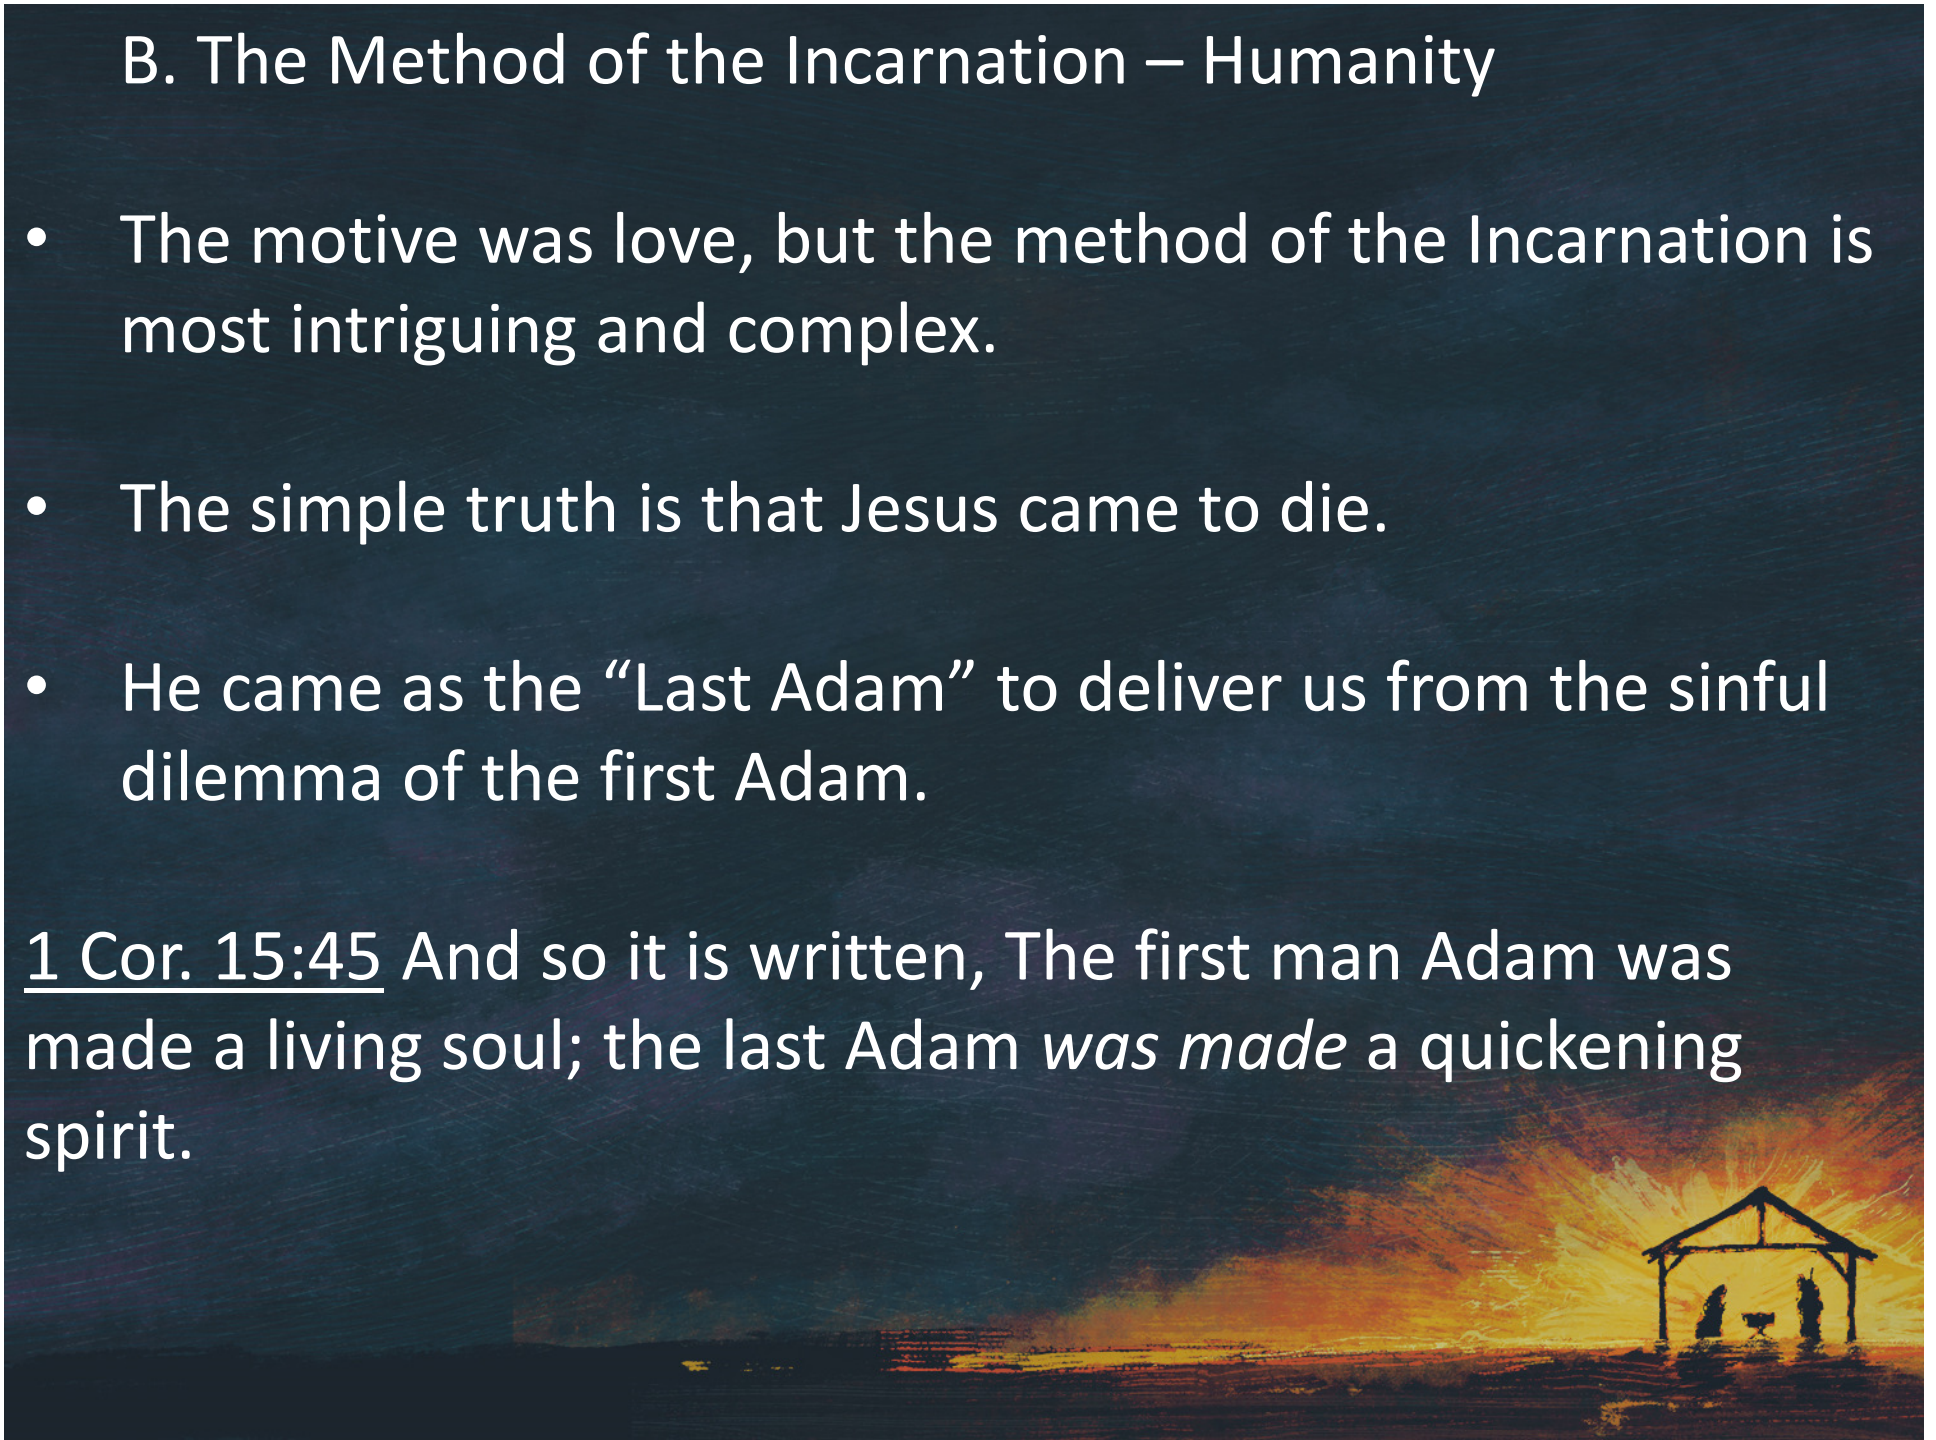 B. The Method of the Incarnation – Humanity
• The motive was love, but the method of the Incarnation is
most intriguing and complex.
• The simple truth is that Jesus came to die.
• He came as the “Last Adam” to deliver us from the sinful
dilemma of the first Adam.
1 Cor. 15:45 And so it is written, The first man Adam was
made a living soul; the last Adam was made a quickening
spirit.